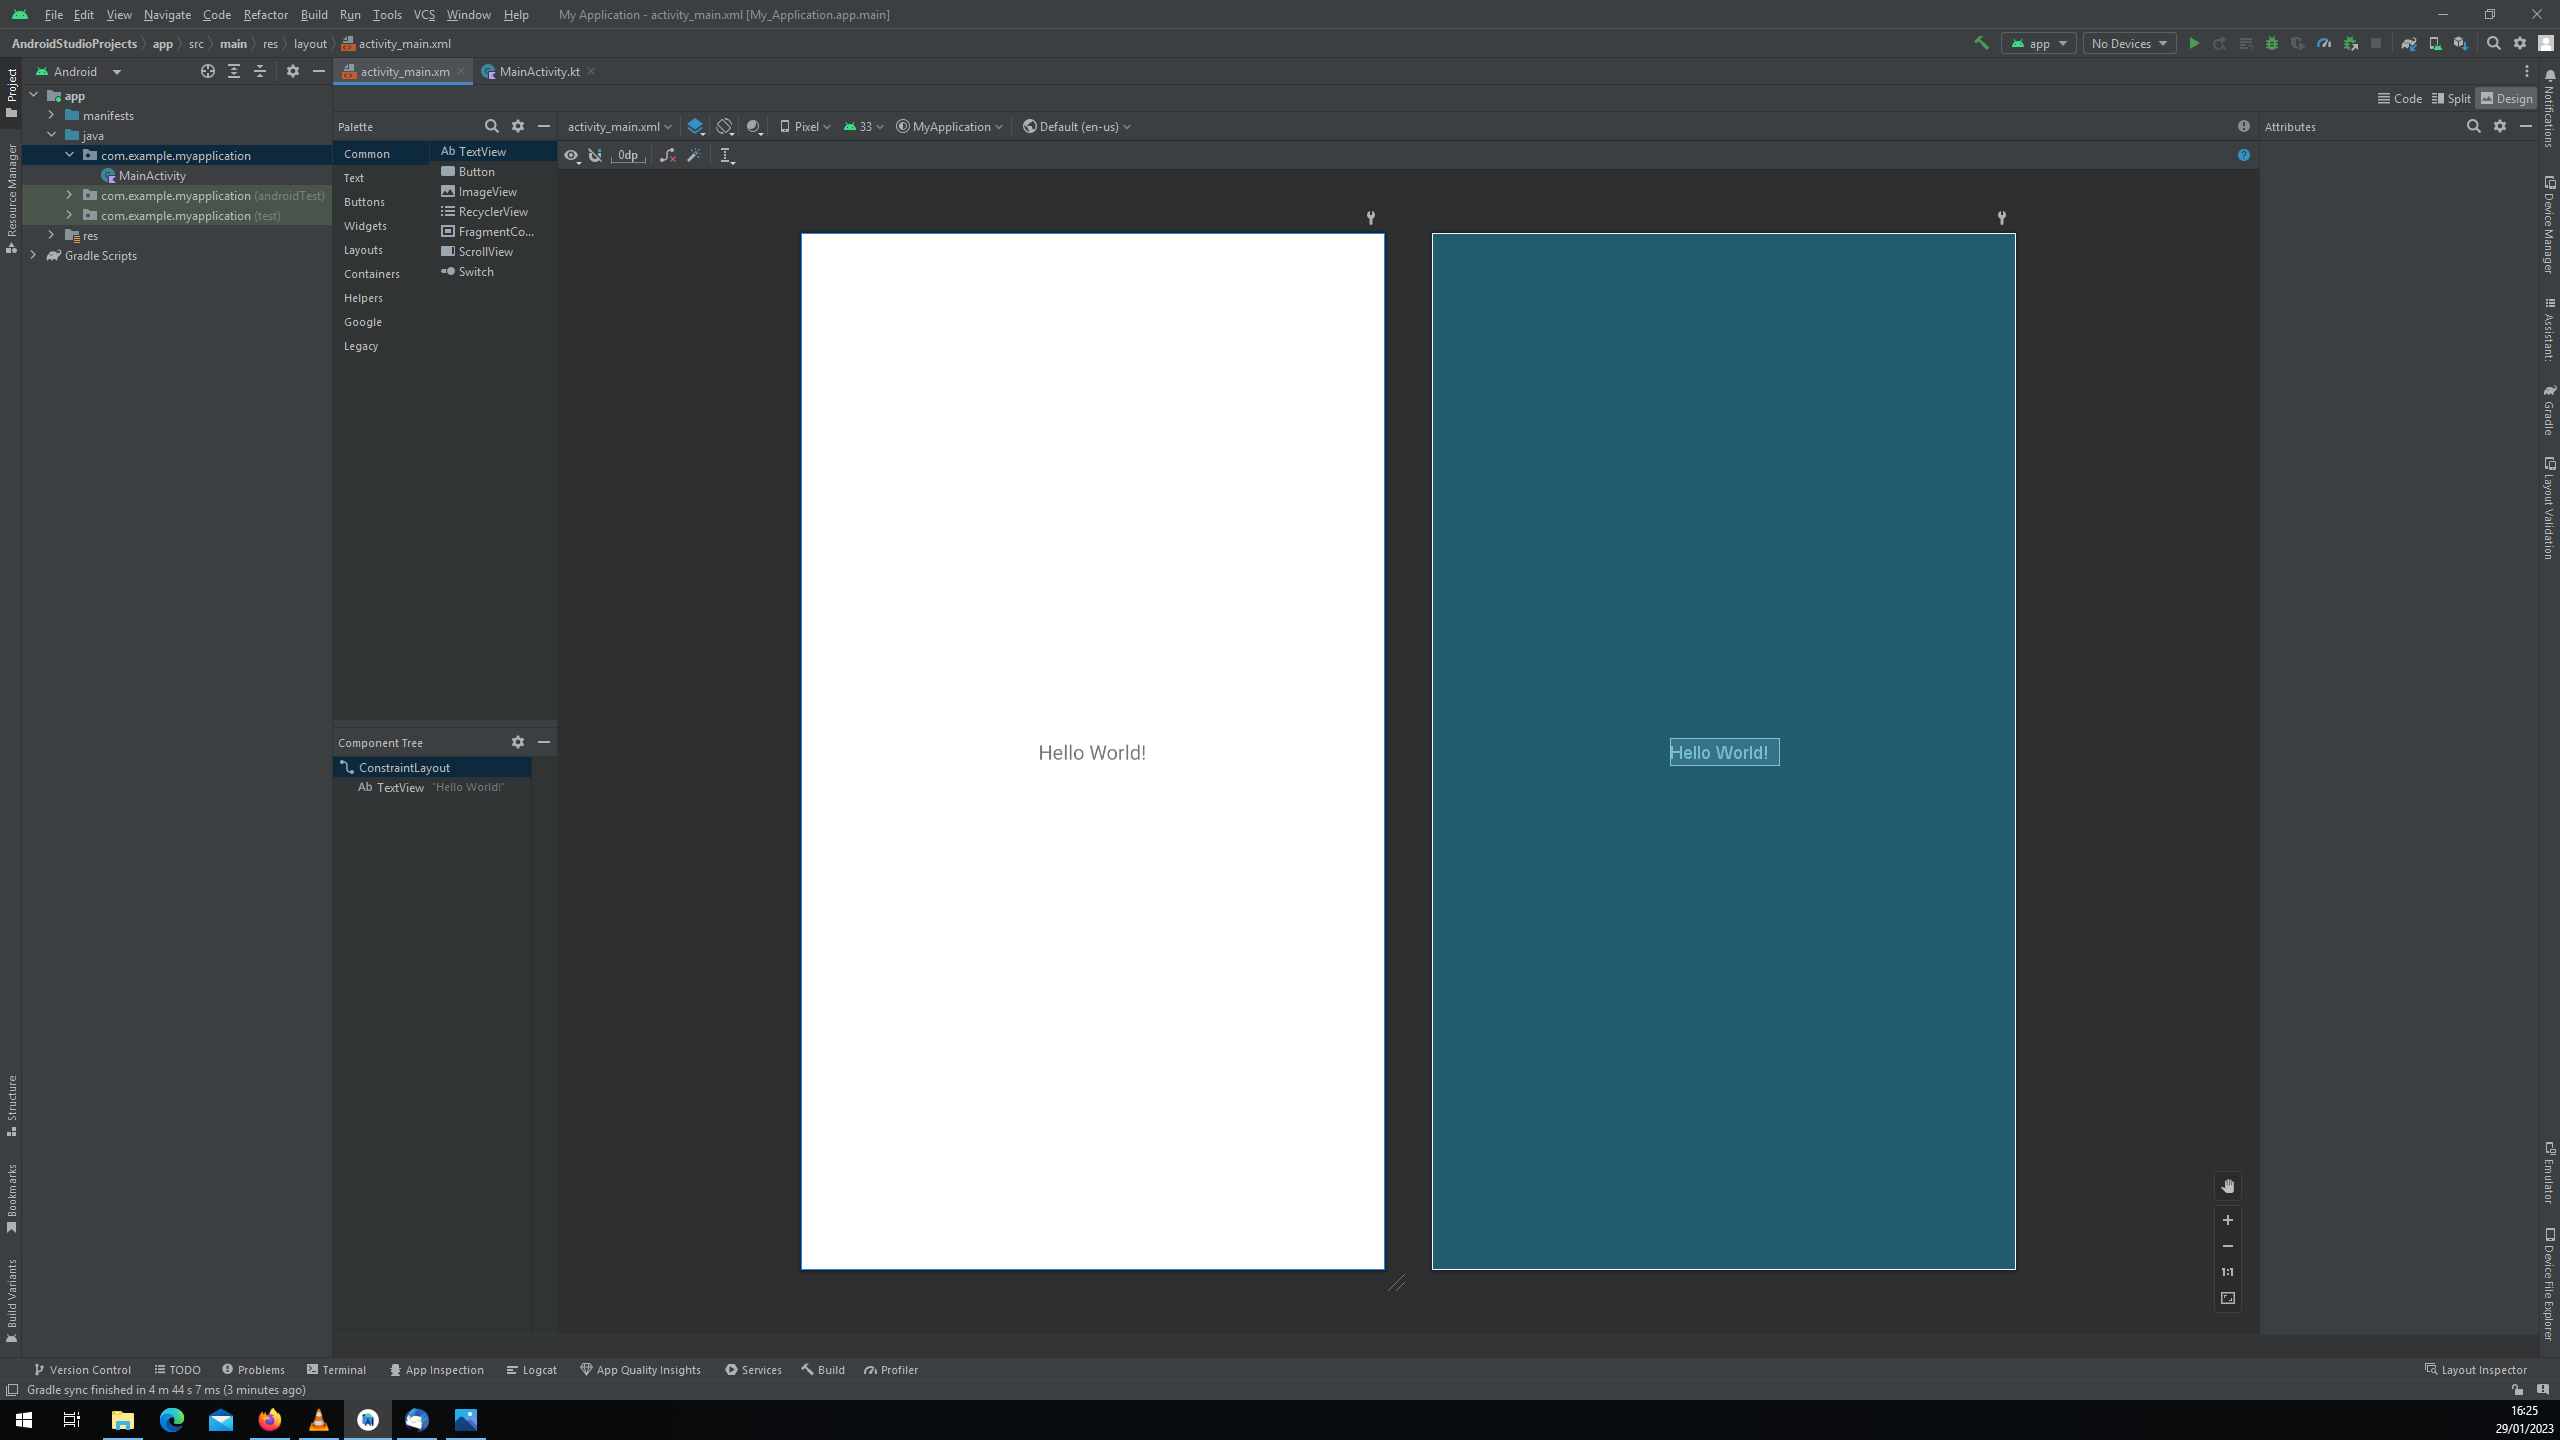 File Edit View Navigate Code Refactor Build Run Tools VCS Window Help My Application - activity_main.xml [My_Application.app.main]
AndroidStudioProjects app src main res layout activity_main.xml
app No Devices
Project
Android
activity_main.xm
MainActivity.kt
Notifications
app
manifests
java
com.example.myapplication
MainActivity
com.example.myapplication (androidTest)
com.example.myapplication (test)
res
Gradle Scripts
Resource Manager
Code Split Design
Palette
activity_main.xml Pixel 33 MyApplication Default (en-us)
Attributes
0dp
Common
Text
Buttons
Widgets
Layouts
Containers
Helpers
Google
Legacy
Ab TextView
Button
ImageView
RecyclerView
FragmentCo...
ScrollView
Switch
Device Manager
Assistant:
Gradle
Layout Validation
Component Tree
ConstraintLayout
Ab TextView "Hello World!"
Hello World!
Hello World!
Structure
Bookmarks
Build Variants
1:1
Emulator
Device File Explorer
Version Control TODO Problems Terminal App Inspection Logcat App Quality Insights Services Build Profiler Layout Inspector
Gradle sync finished in 4 m 44 s 7 ms (3 minutes ago)
16:25
29/01/2023